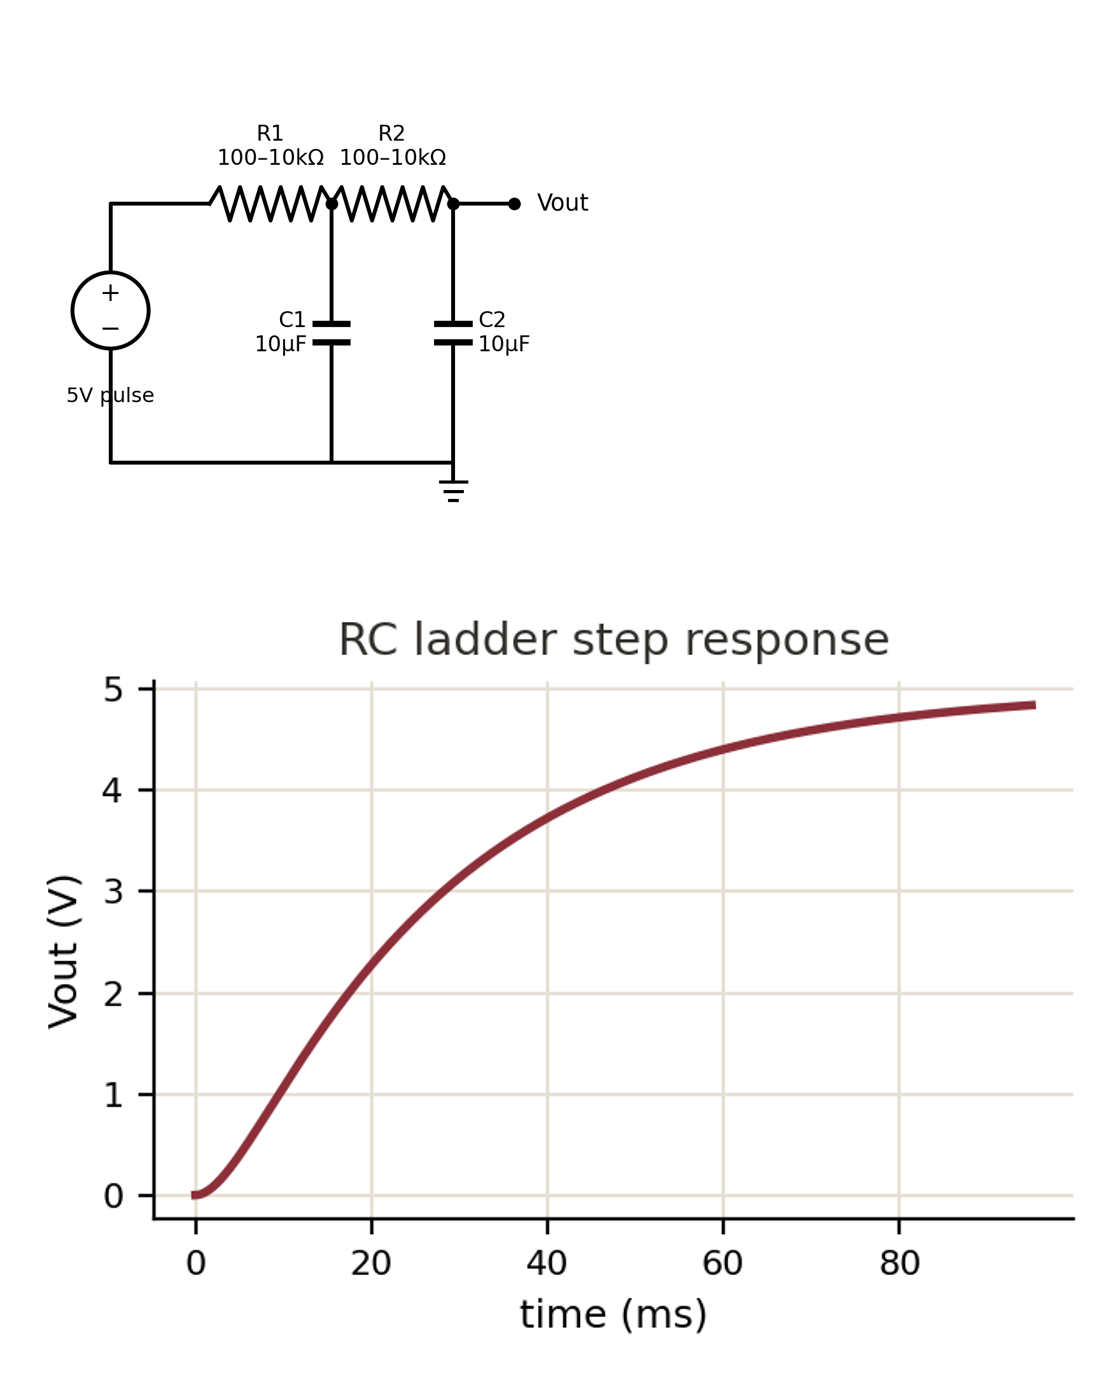 R1
100–10kΩ
R2
100–10kΩ
Vout
+
−
C1
10µF
C2
10µF
5V pulse
RC ladder step response
5
4
3
2
1
0
Vout (V)
0 20 40 60 80
time (ms)